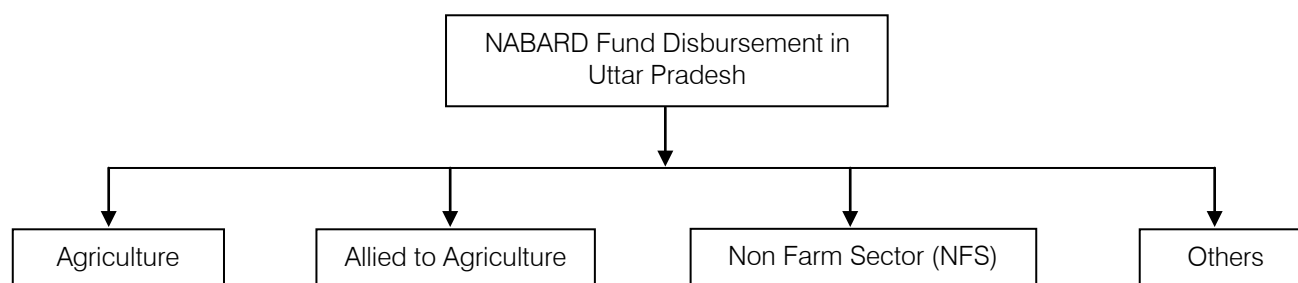 NABARD Fund Disbursement in
Uttar Pradesh
Agriculture
Allied to Agriculture
Non Farm Sector (NFS)
Others